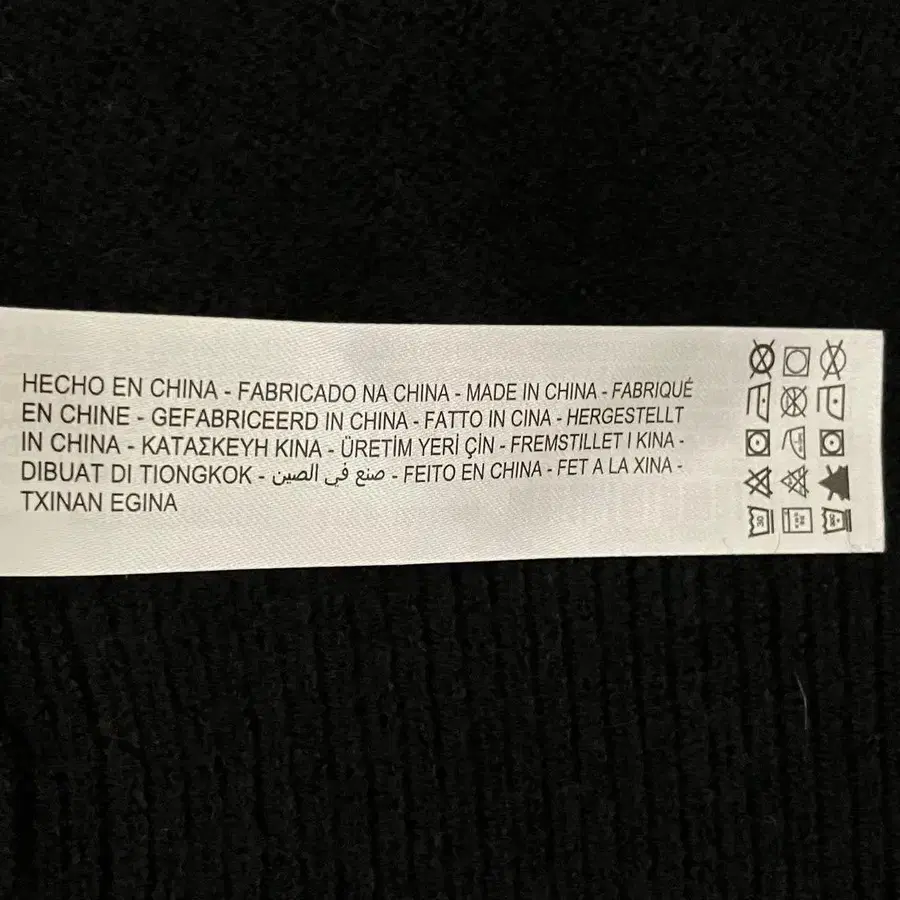 HECHO EN CHINA - FABRICADO NA CHINA - MADE IN CHINA - FABRIQUÉ
EN CHINE - GEFABRICEERD IN CHINA - FATTO IN CINA - HERGESTELLT
IN CHINA - ΚΑΤΑΣΚΕΥΗ ΚΙΝΑ - ÜRETİM YERİ ÇİN - FREMSTILLET I KINA -
DIBUAT DI TIONGKOK - صنع في الصين - FEITO EN CHINA - FET A LA XINA -
TXINAN EGINA
30